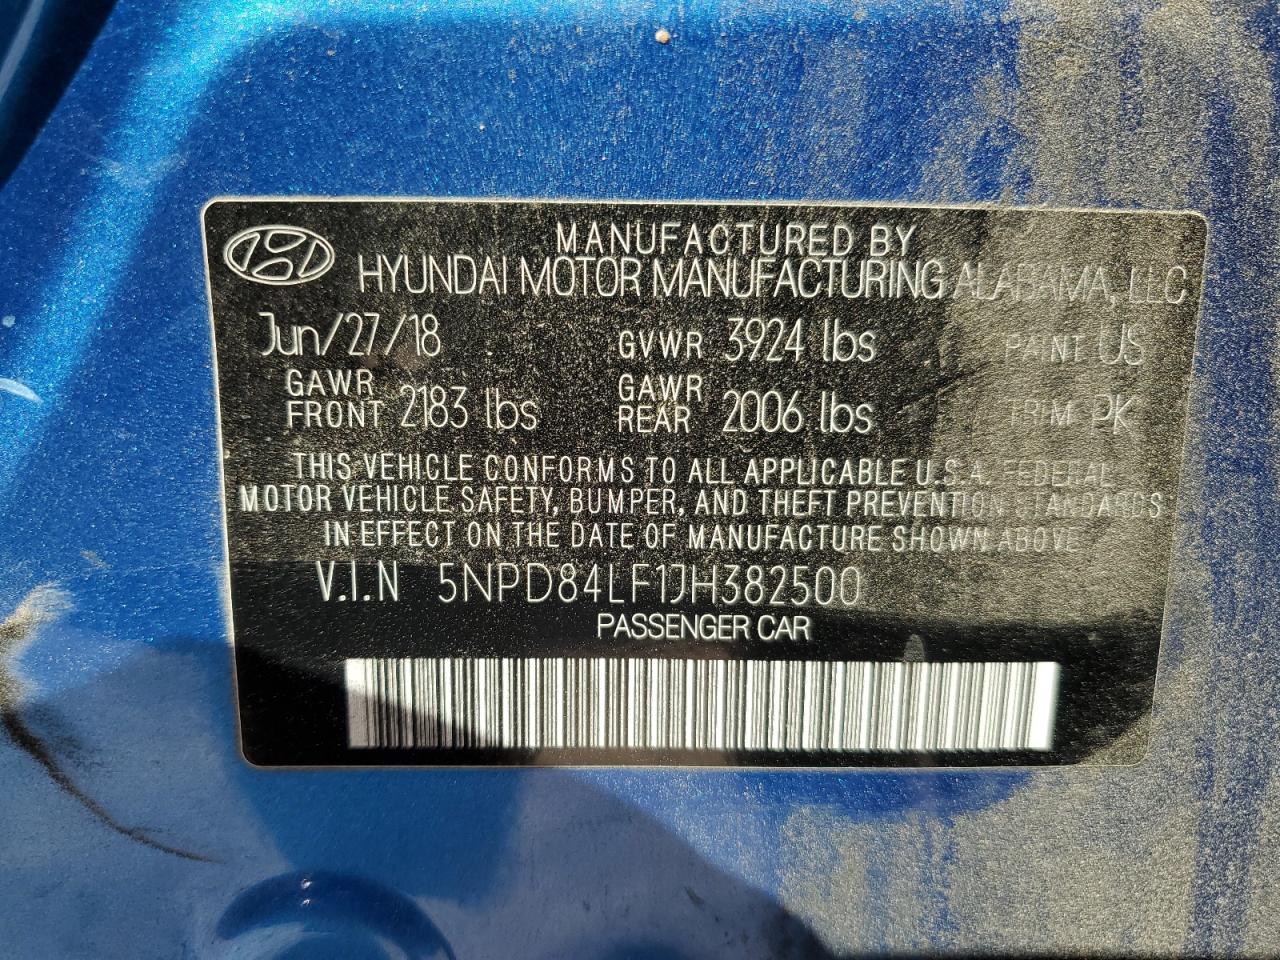 MANUFACTURED BY
HYUNDAI MOTOR MANUFACTURING ALABAMA, LLC
Jun/27/18 GVWR 3924 lbs PAINT US
GAWR FRONT 2183 lbs GAWR REAR 2006 lbs TRIM PK
THIS VEHICLE CONFORMS TO ALL APPLICABLE U.S.A. FEDERAL
MOTOR VEHICLE SAFETY, BUMPER, AND THEFT PREVENTION STANDARDS
IN EFFECT ON THE DATE OF MANUFACTURE SHOWN ABOVE
V.I.N 5NPD84LF1JH382500
PASSENGER CAR